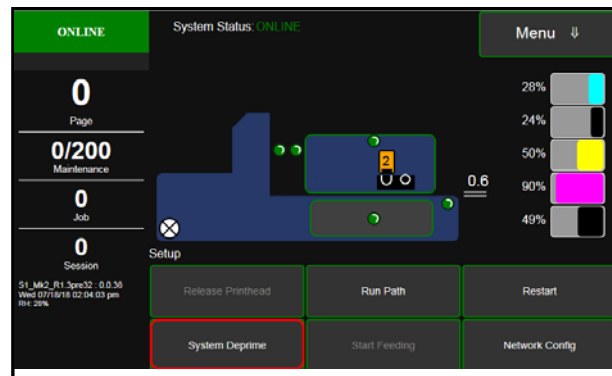 ONLINE
System Status: ONLINE
Menu ⇓
0
Page
0/200
Maintenance
0
Job
0
Session
S1_Mk2_R1.3pre32 : 0.0.36
Wed 07/18/18 02:04:03 pm
RH: 28%
2
0.6
28%
24%
50%
90%
49%
Setup
Release Printhead
Run Path
Restart
System Deprime
Start Feeding
Network Config